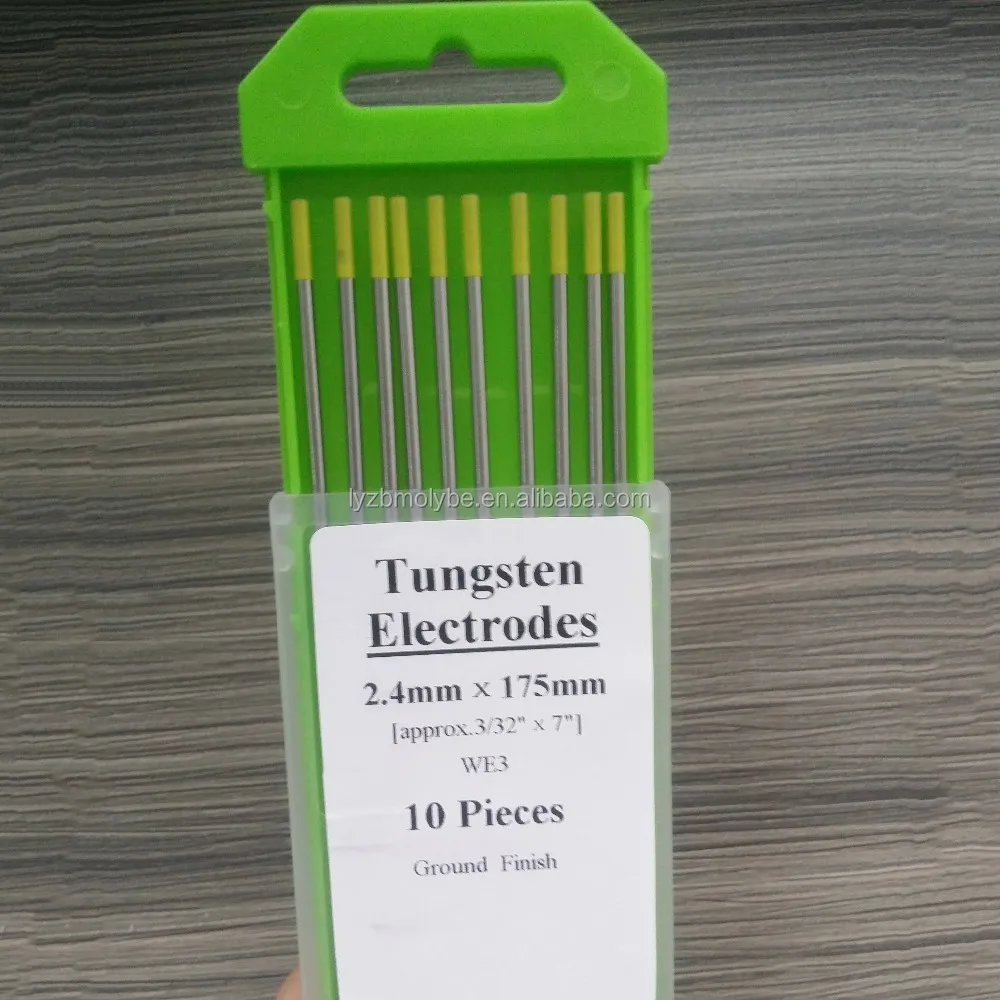 lyzbmolybe.en.alibaba.com
Tungsten
Electrodes
2.4mm × 175mm
[approx.3/32" × 7"]
WE3
10 Pieces
Ground Finish